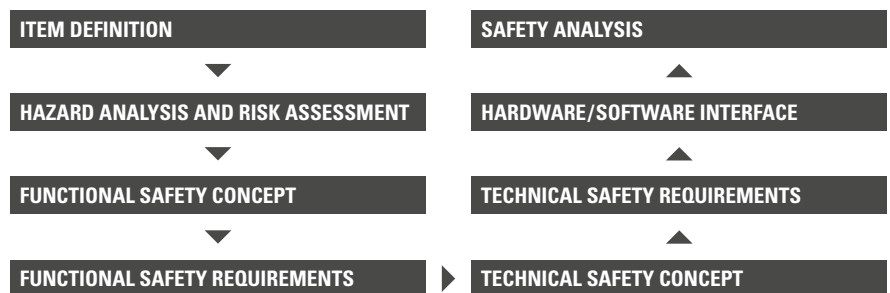 ITEM DEFINITION
HAZARD ANALYSIS AND RISK ASSESSMENT
FUNCTIONAL SAFETY CONCEPT
FUNCTIONAL SAFETY REQUIREMENTS
TECHNICAL SAFETY CONCEPT
TECHNICAL SAFETY REQUIREMENTS
HARDWARE/SOFTWARE INTERFACE
SAFETY ANALYSIS